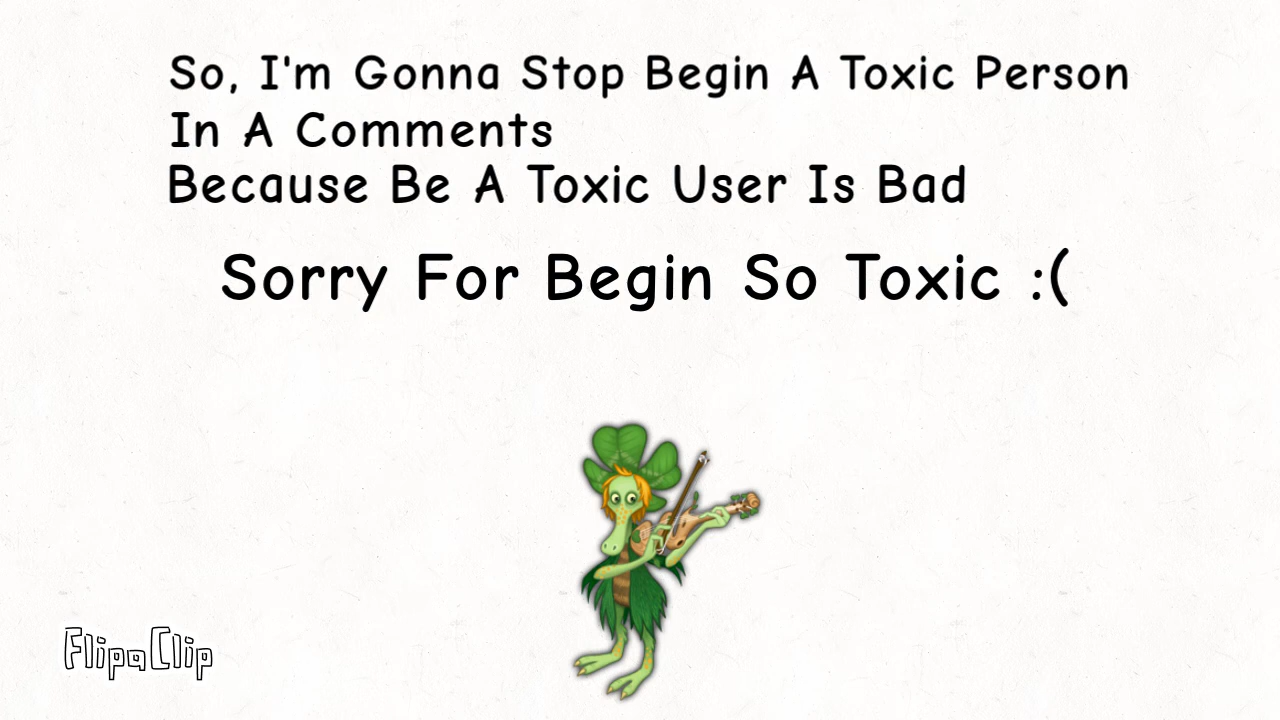 So, I'm Gonna Stop Begin A Toxic Person
In A Comments
Because Be A Toxic User Is Bad
Sorry For Begin So Toxic :(
FlipaClip